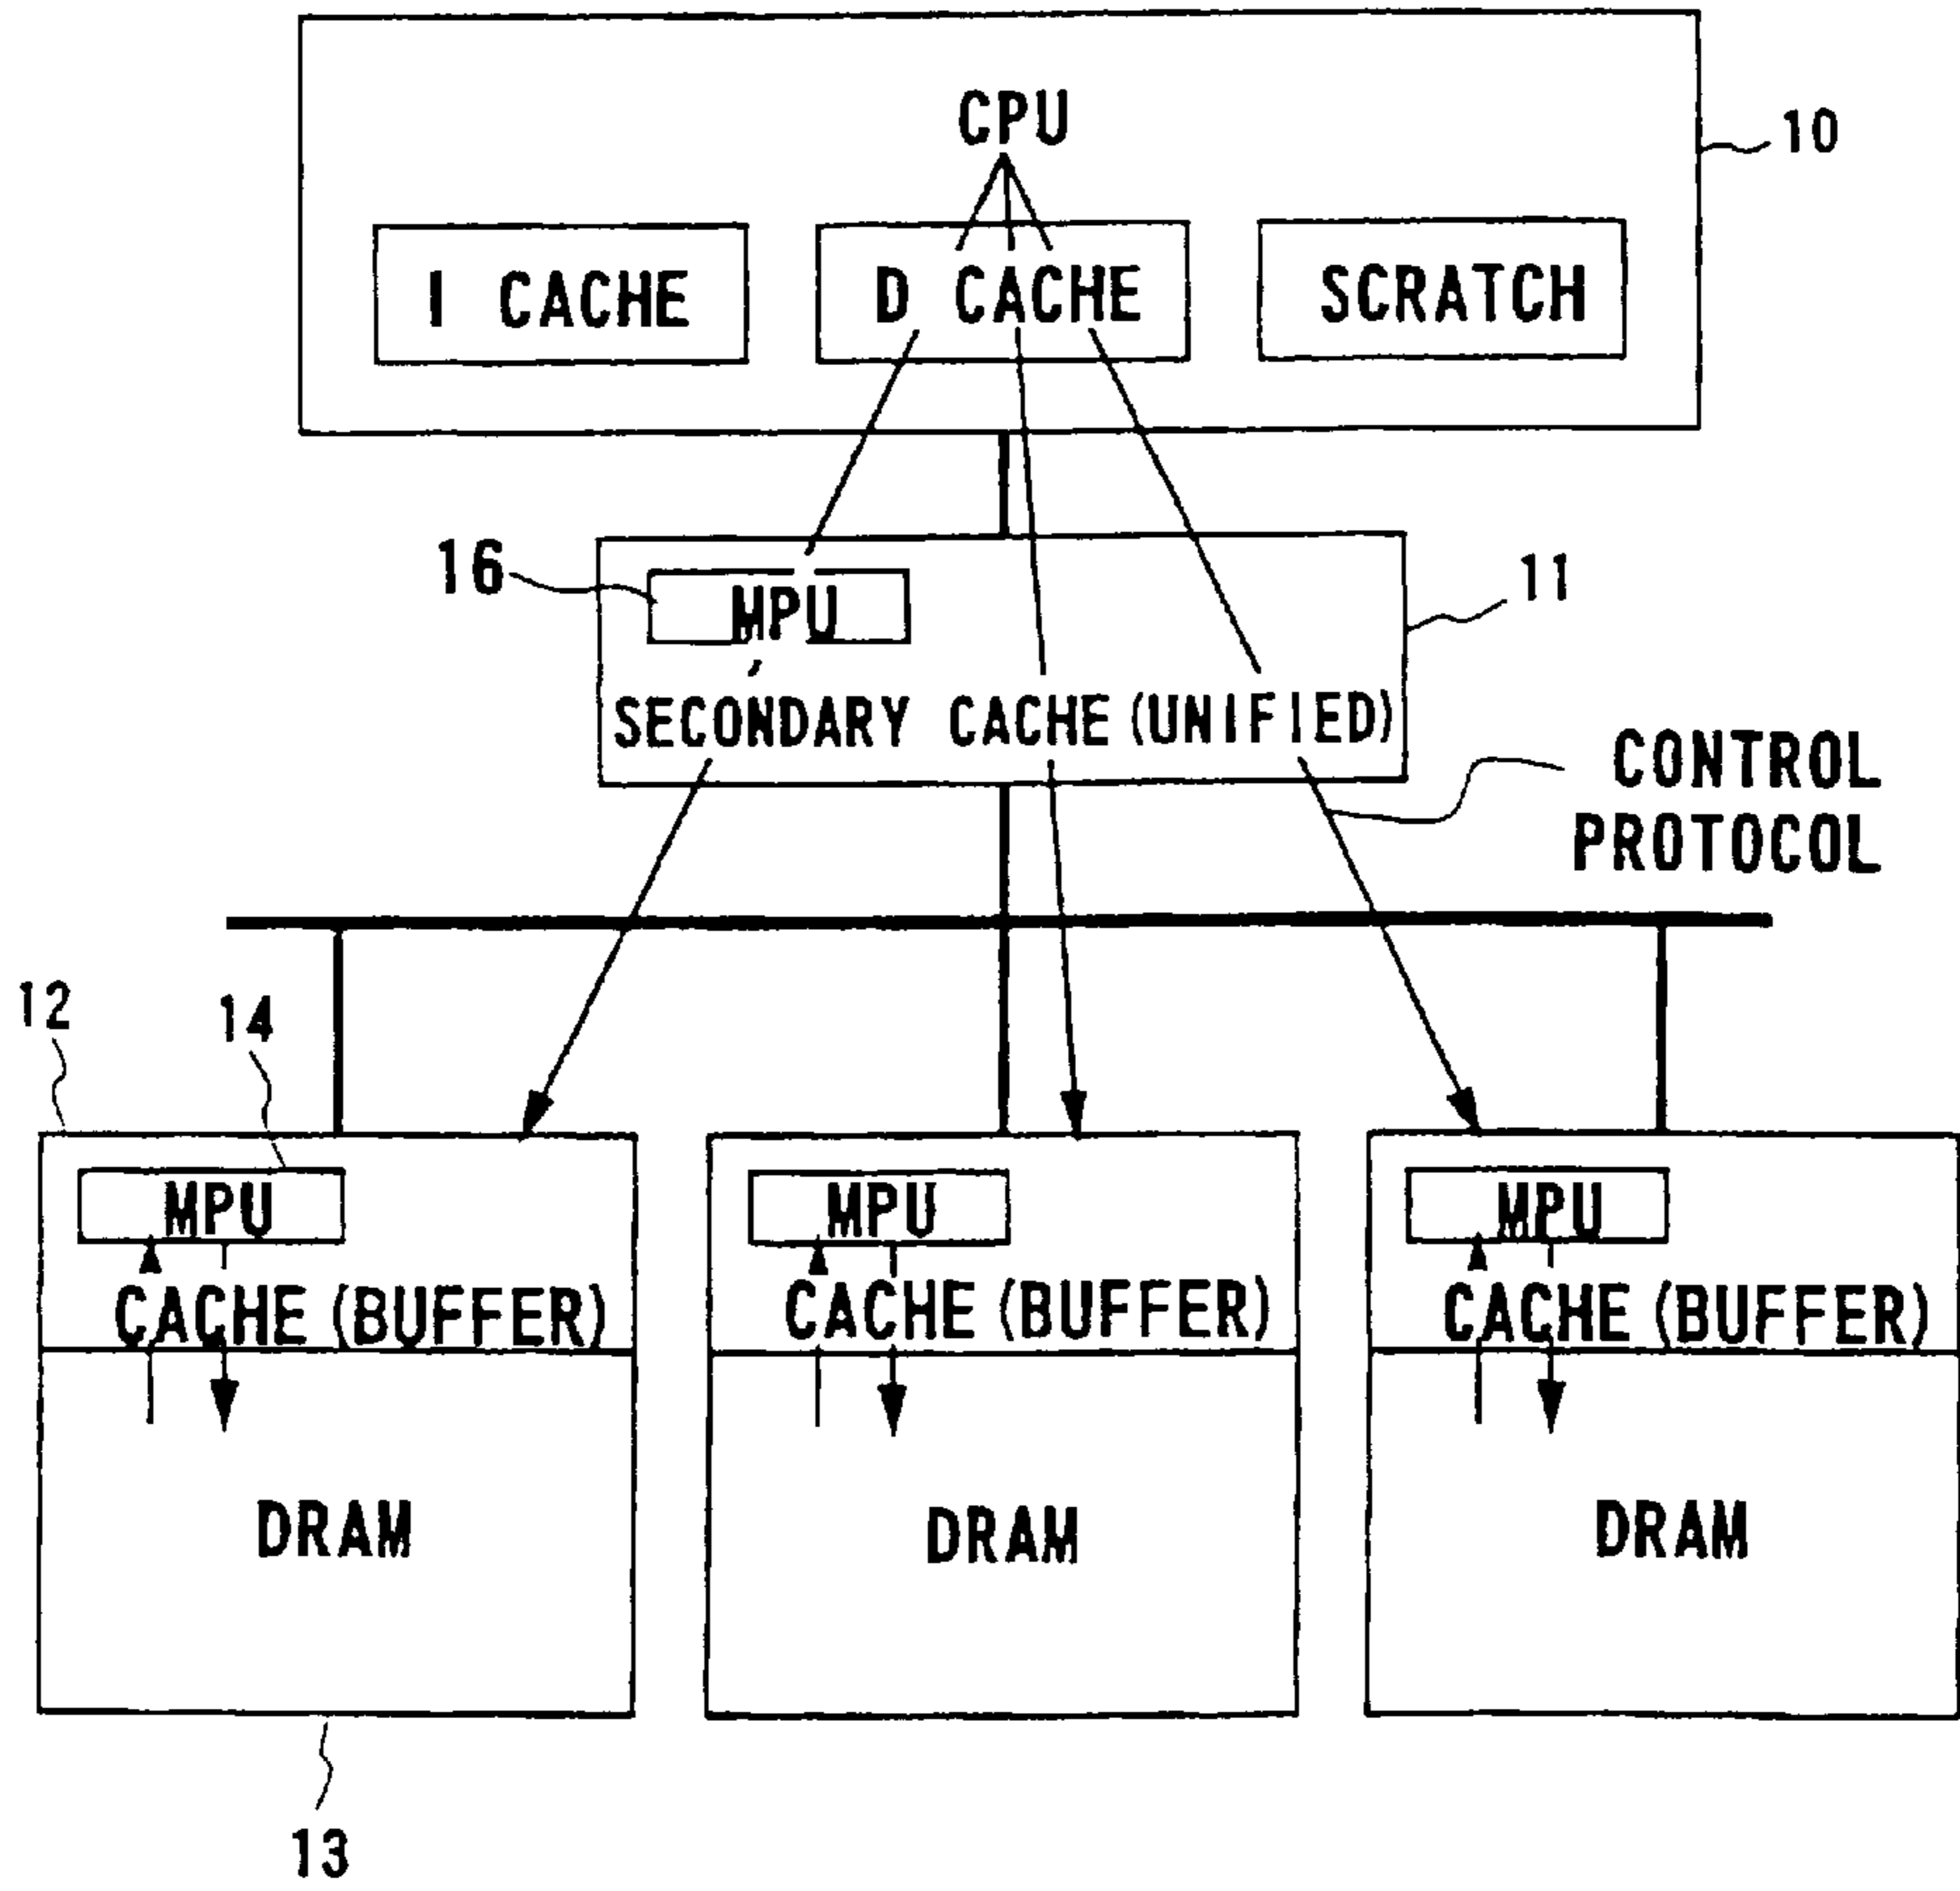 CPU
10
I CACHE
D CACHE
SCRATCH
16
MPU
11
SECONDARY CACHE (UNIFIED)
CONTROL
PROTOCOL
12
14
MPU
MPU
MPU
CACHE (BUFFER)
CACHE (BUFFER)
CACHE (BUFFER)
DRAM
DRAM
DRAM
13